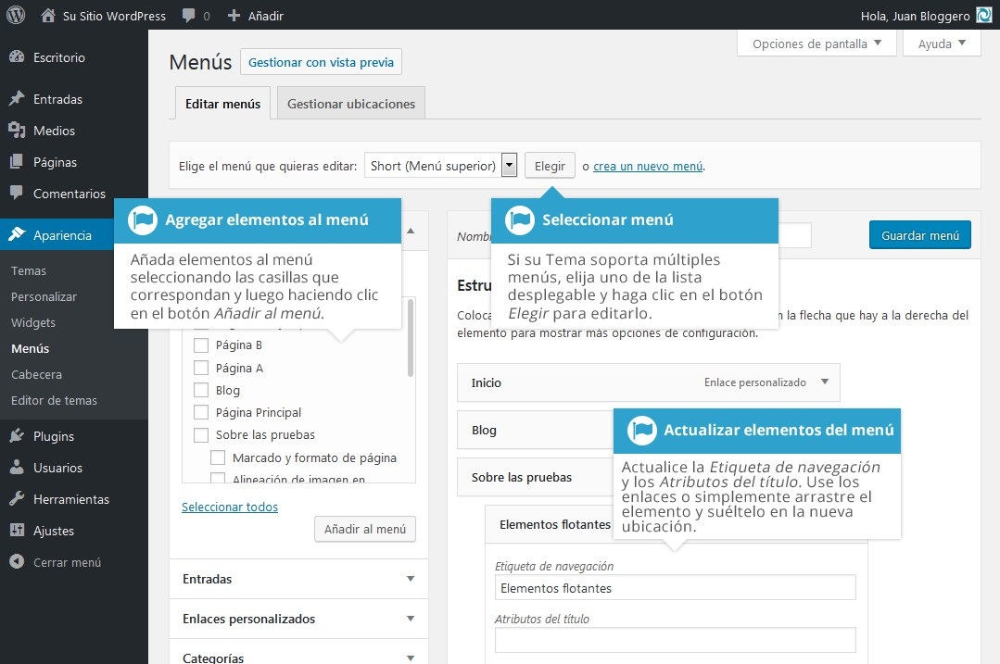 Su Sitio WordPress 0 Añadir
Hola, Juan Bloggero
Escritorio
Entradas
Medios
Páginas
Comentarios
Apariencia
Temas
Personalizar
Widgets
Menús
Cabecera
Editor de temas
Plugins
Usuarios
Herramientas
Ajustes
Cerrar menú
Opciones de pantalla
Ayuda
Menús
Gestionar con vista previa
Editar menús
Gestionar ubicaciones
Elige el menú que quieras editar: Short (Menú superior) Elegir o crea un nuevo menú.
Agregar elementos al menú
Añada elementos al menú
seleccionando las casillas que
correspondan y luego haciendo clic
en el botón Añadir al menú.
Página B
Página A
Blog
Página Principal
Sobre las pruebas
Marcado y formato de página
Alineación de imagen en
Seleccionar todos
Añadir al menú
Entradas
Enlaces personalizados
Categorías
Seleccionar menú
Si su Tema soporta múltiples
menús, elija uno de la lista
desplegable y haga clic en el botón
Elegir para editarlo.
Guardar menú
la flecha que hay a la derecha del
elemento para mostrar más opciones de configuración.
Inicio
Enlace personalizado
Blog
Sobre las pruebas
Actualizar elementos del menú
Actualice la Etiqueta de navegación
y los Atributos del título. Use los
enlaces o simplemente arrastre el
elemento y suéltelo en la nueva
ubicación.
Elementos flotantes
Etiqueta de navegación
Elementos flotantes
Atributos del título